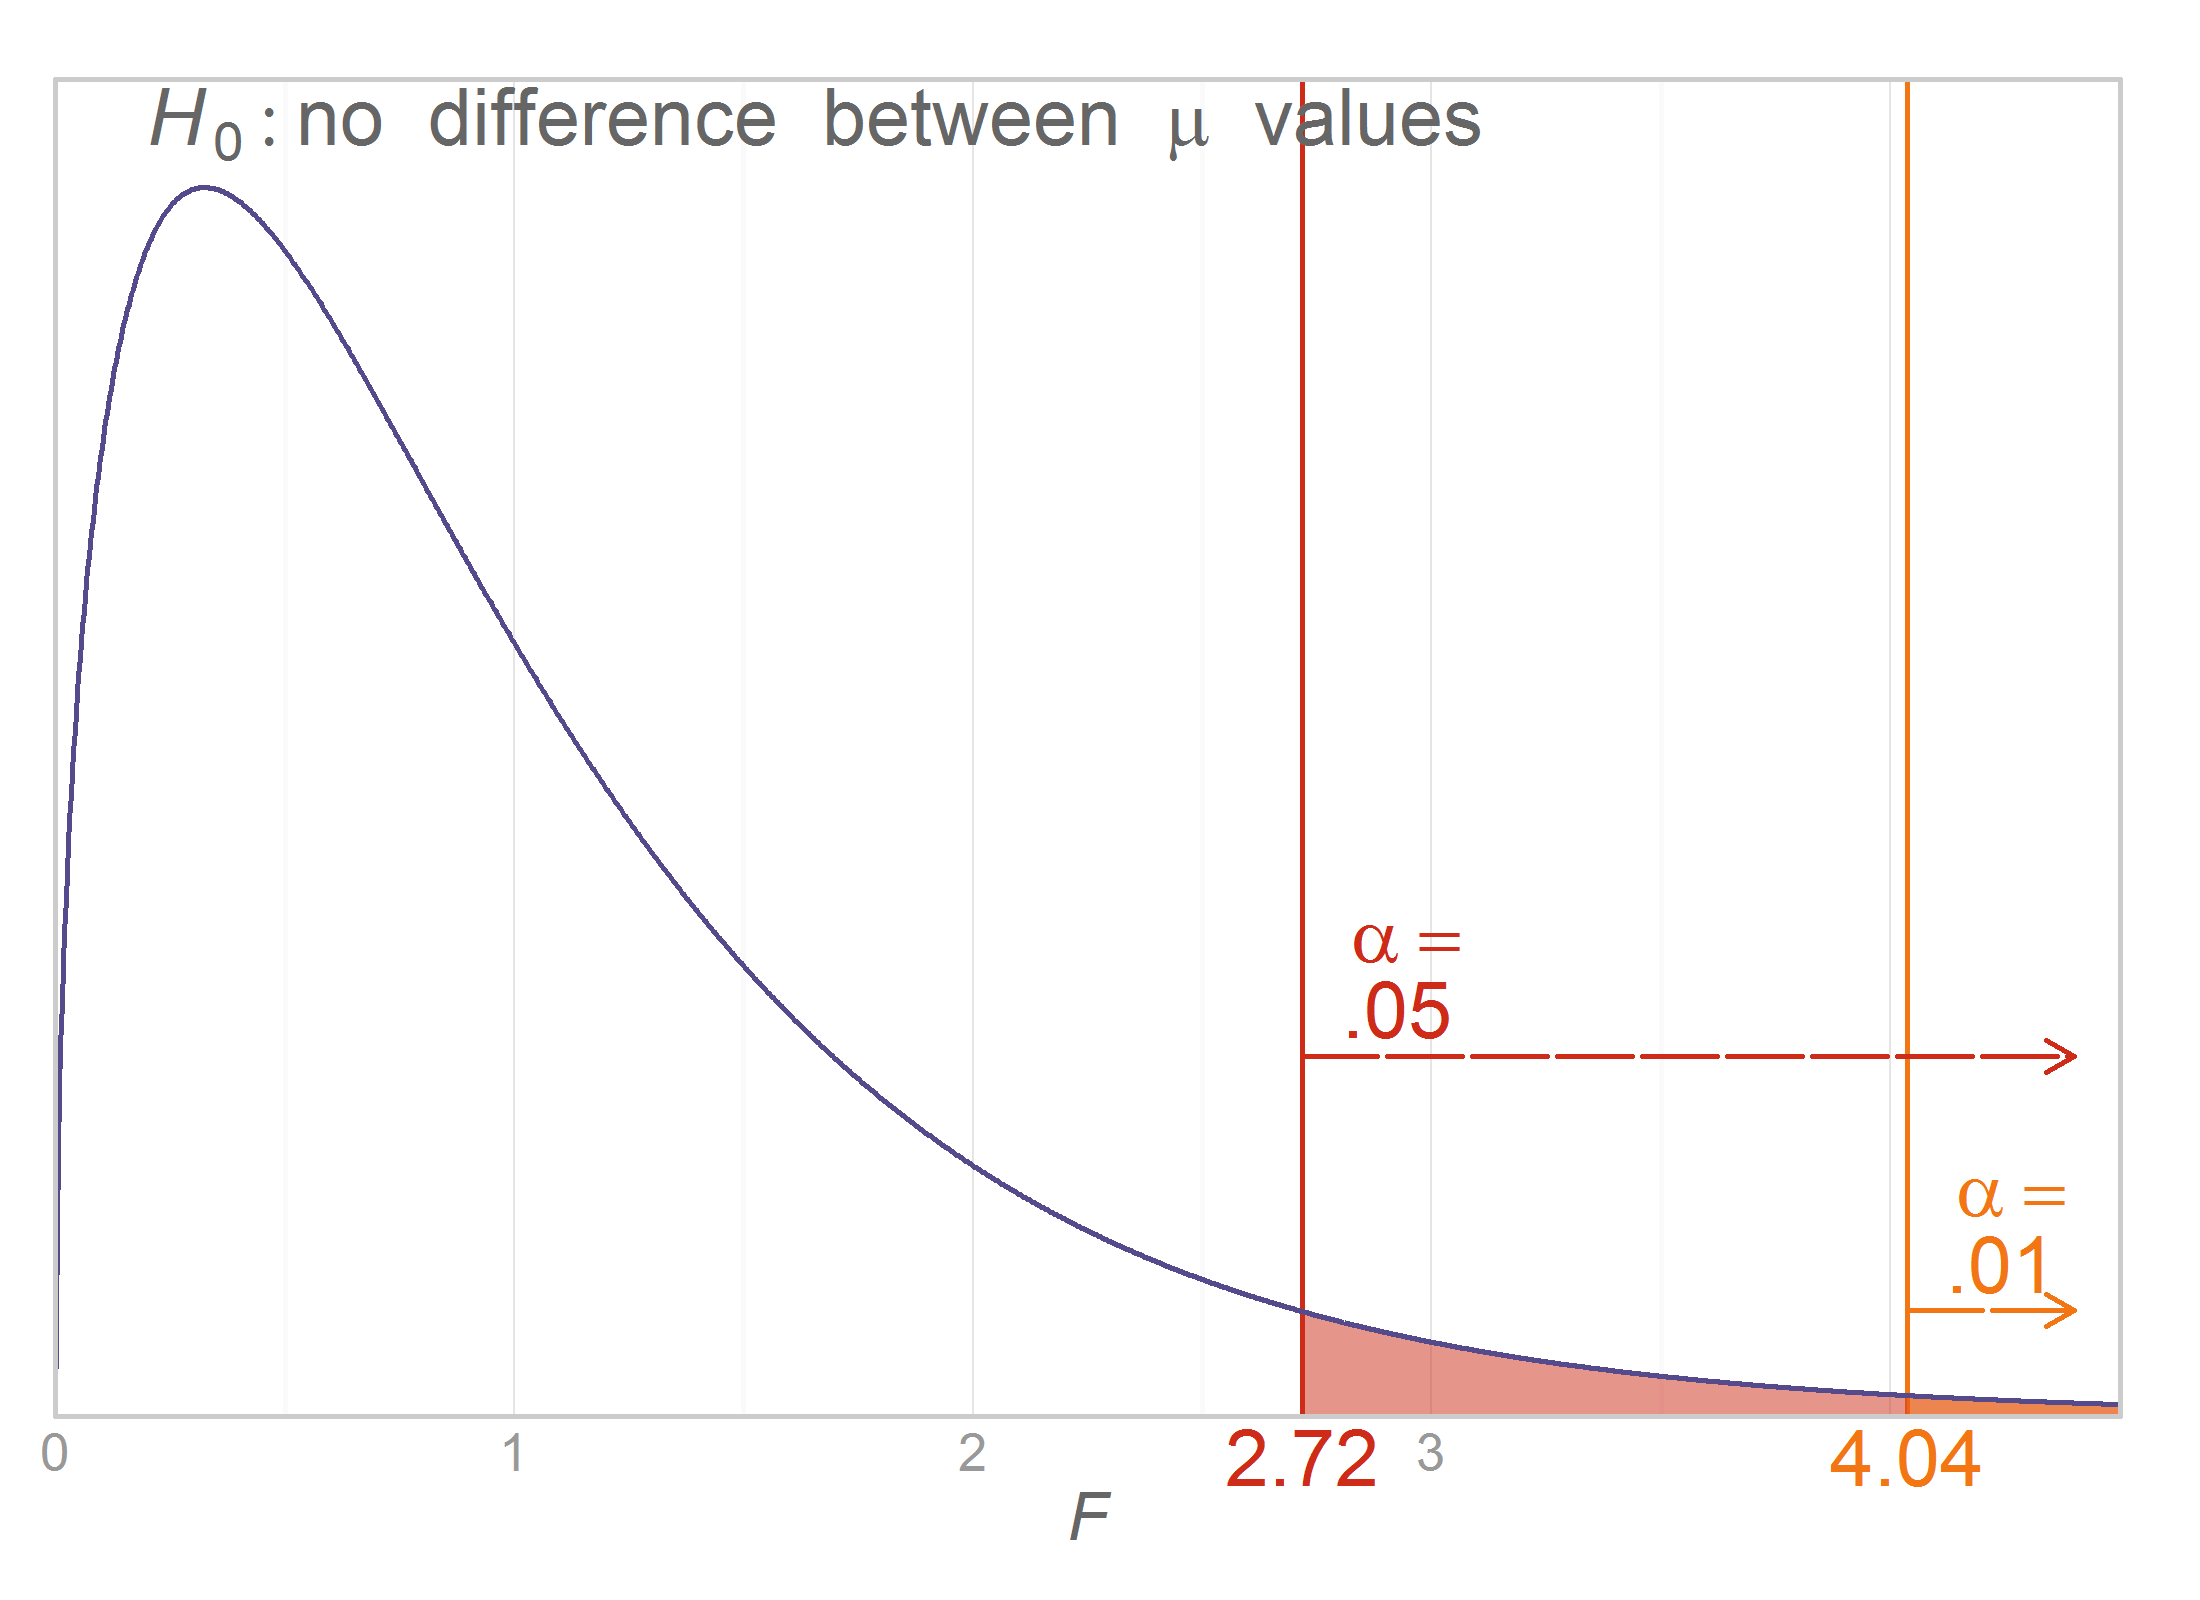 H0 : no difference between μ values
α =
.05
α =
.01
0 1 2 2.72 3 4.04
F